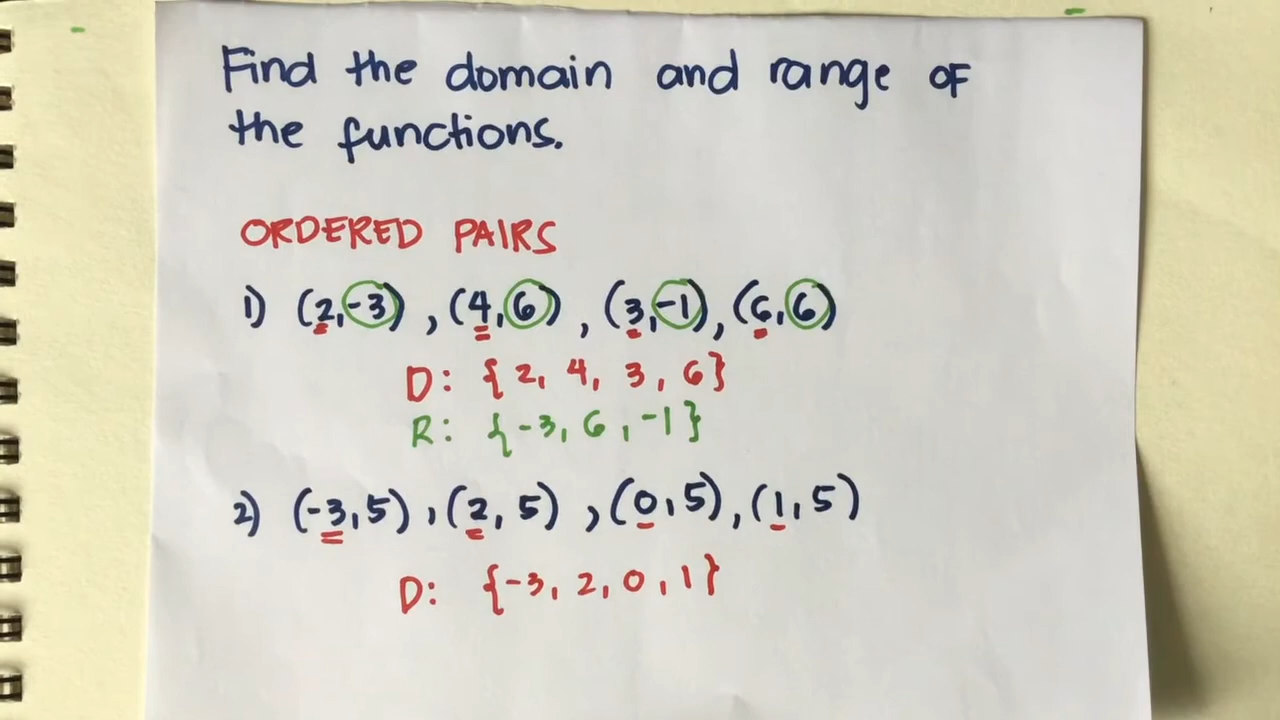 Find the domain and range of
the functions.
ORDERED PAIRS
1) (2,-3), (4,6), (3,-1), (6,6)
D: {2, 4, 3, 6}
R: {-3, 6, -1}
2) (-3,5), (2,5), (0,5), (1,5)
D: {-3, 2, 0, 1}